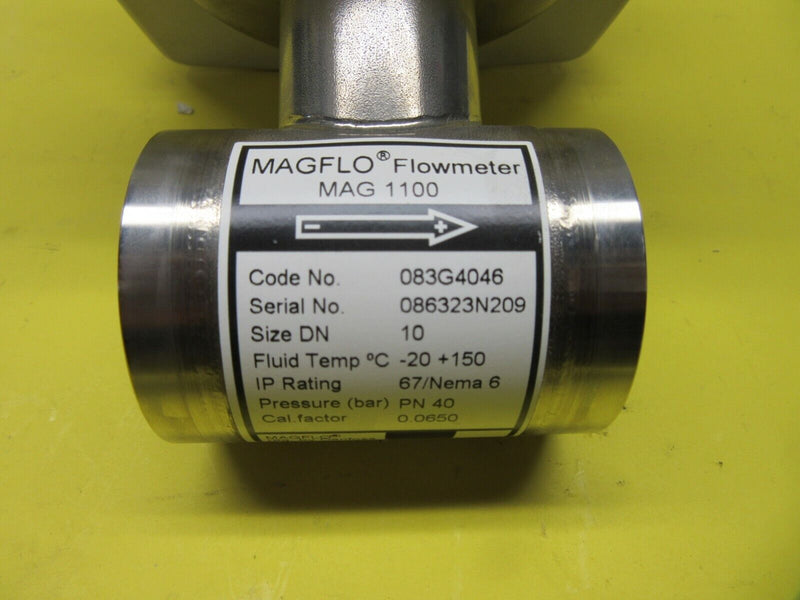 MAGFLO® Flowmeter
MAG 1100
- +
Code No. 083G4046
Serial No. 086323N209
Size DN 10
Fluid Temp ºC -20 +150
IP Rating 67/Nema 6
Pressure (bar) PN 40
Cal.factor 0.0650
MAGFLO®